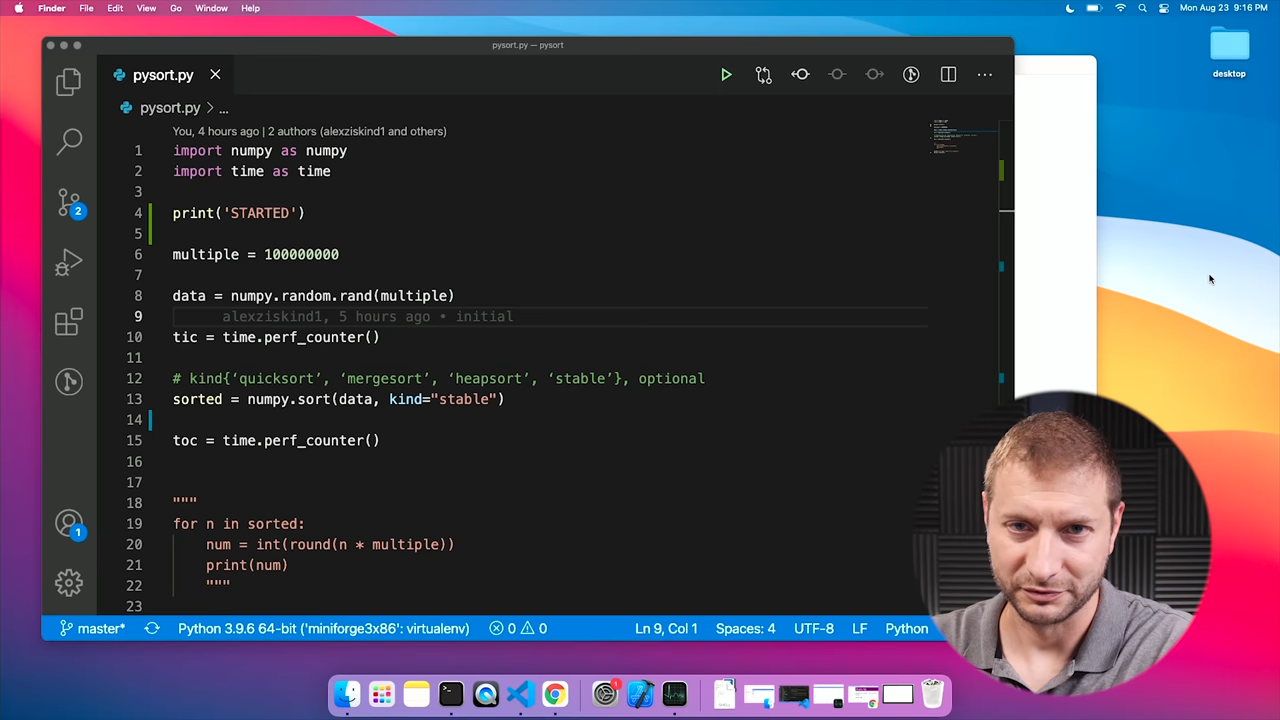 Finder File Edit View Go Window Help
Mon Aug 23 9:16 PM
pysort.py — pysort
desktop
pysort.py
pysort.py > ...
You, 4 hours ago | 2 authors (alexziskind1 and others)
1 import numpy as numpy
2 import time as time
3
4 print('STARTED')
5
6 multiple = 100000000
7
8 data = numpy.random.rand(multiple)
9 alexziskind1, 5 hours ago • initial
10 tic = time.perf_counter()
11
12 # kind{‘quicksort’, ‘mergesort’, ‘heapsort’, ‘stable’}, optional
13 sorted = numpy.sort(data, kind="stable")
14
15 toc = time.perf_counter()
16
17
18 """
19 for n in sorted:
20 num = int(round(n * multiple))
21 print(num)
22 """
23
2
1
master* Python 3.9.6 64-bit ('miniforge3x86': virtualenv) 0 0 Ln 9, Col 1 Spaces: 4 UTF-8 LF Python